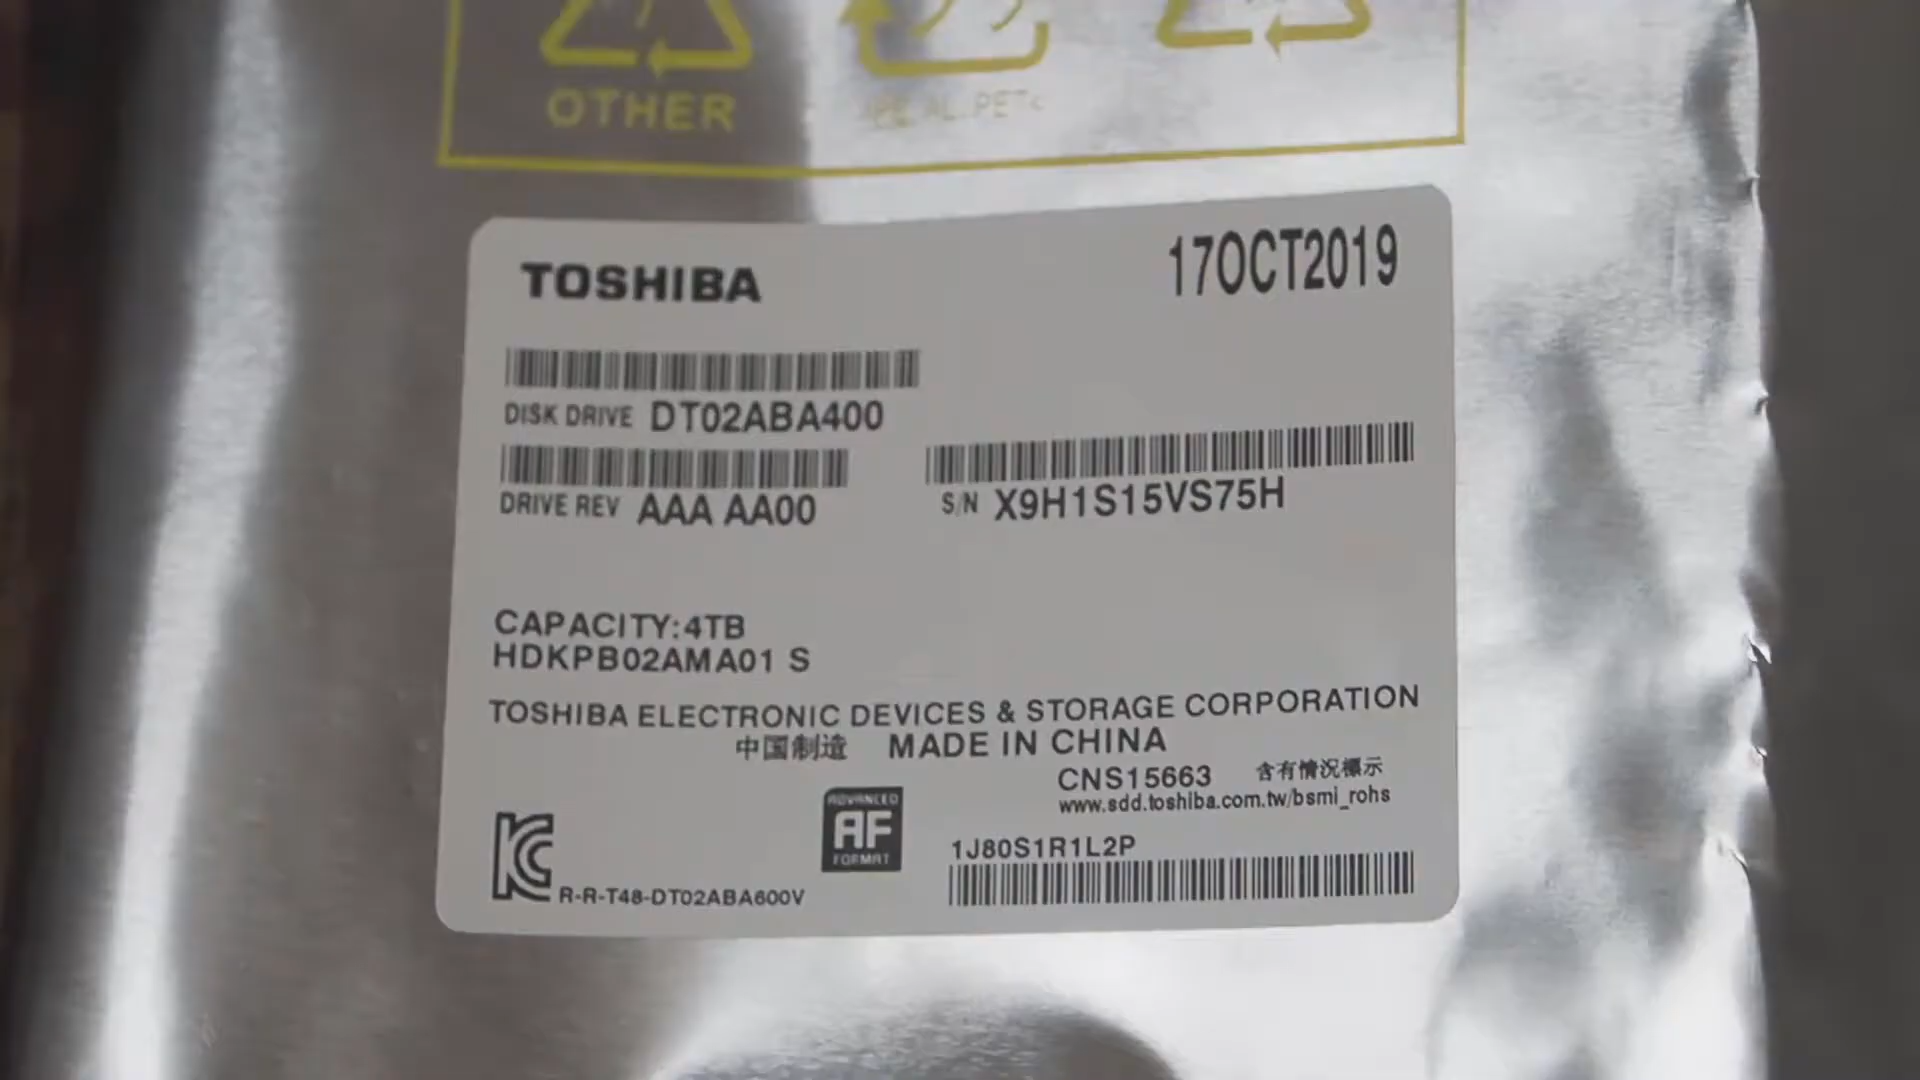 OTHER
TOSHIBA
17OCT2019
DISK DRIVE DT02ABA400
DRIVE REV AAA AA00
S/N X9H1S15VS75H
CAPACITY:4TB
HDKPB02AMA01 S
TOSHIBA ELECTRONIC DEVICES & STORAGE CORPORATION
中国制造 MADE IN CHINA
CNS15663 含有情況標示
www.sdd.toshiba.com.tw/bsmi_rohs
ADVANCED
AF
FORMAT
1J80S1R1L2P
R-R-T48-DT02ABA600V